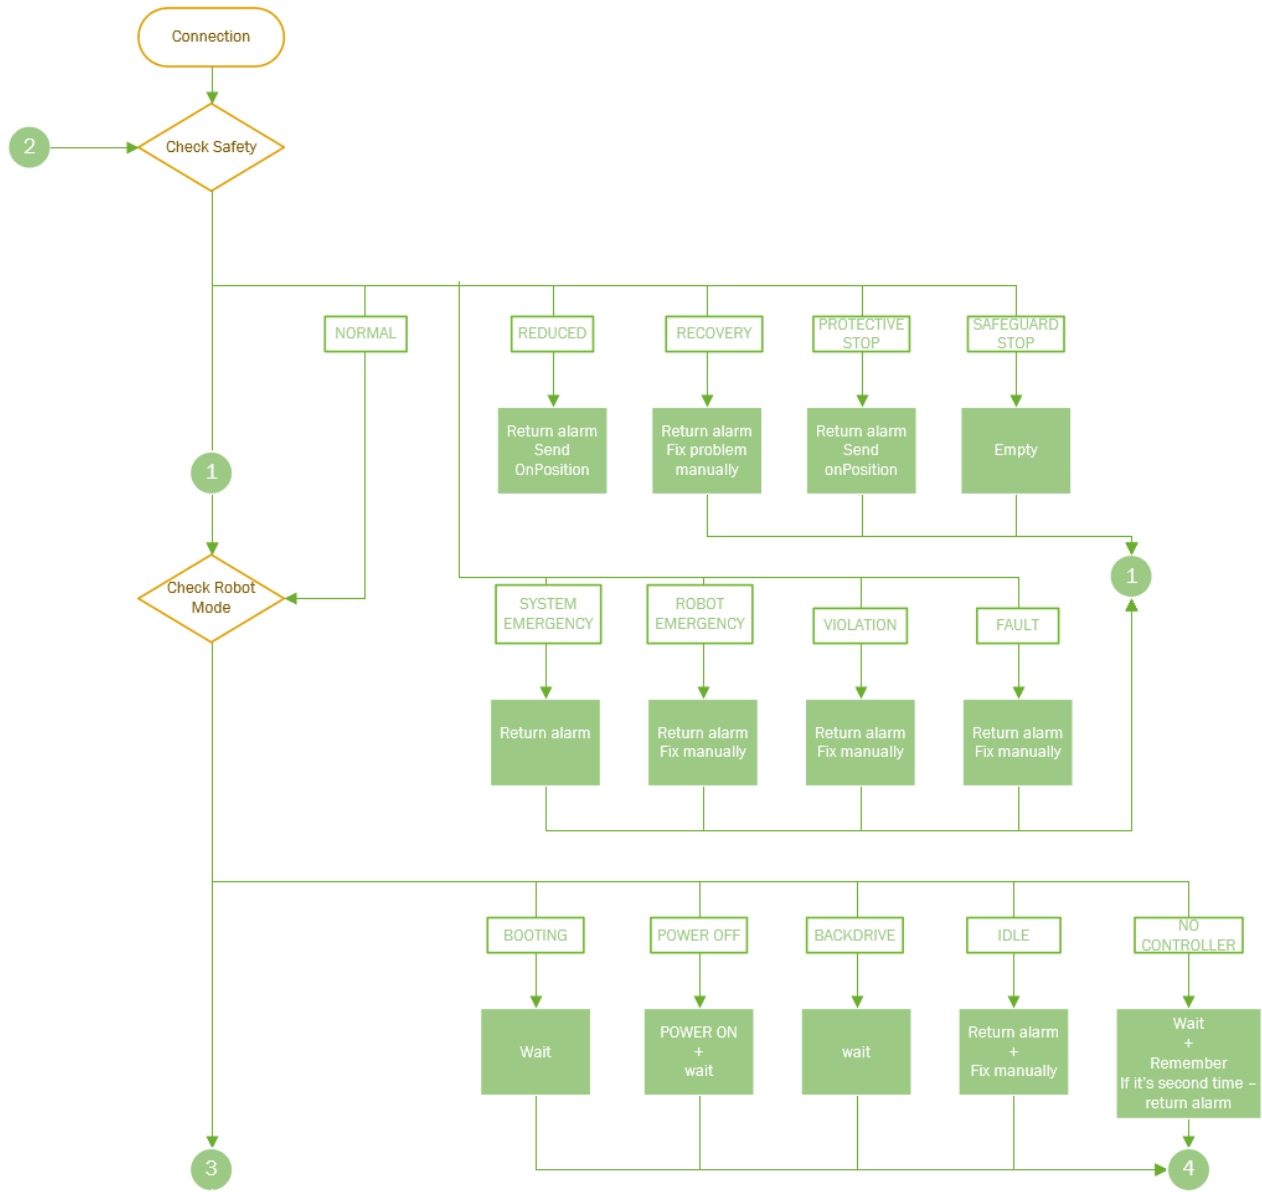 Connection
2
Check Safety
NORMAL
REDUCED
RECOVERY
PROTECTIVE
STOP
SAFEGUARD
STOP
Return alarm
Send
OnPosition
Return alarm
Fix problem
manually
Return alarm
Send
onPosition
Empty
1
Check Robot
Mode
1
SYSTEM
EMERGENCY
ROBOT
EMERGENCY
VIOLATION
FAULT
Return alarm
Return alarm
Fix manually
Return alarm
Fix manually
Return alarm
Fix manually
BOOTING
POWER OFF
BACKDRIVE
IDLE
NO
CONTROLLER
Wait
POWER ON
+
wait
wait
Return alarm
+
Fix manually
Wait
+
Remember
If it's second time –
return alarm
3
4